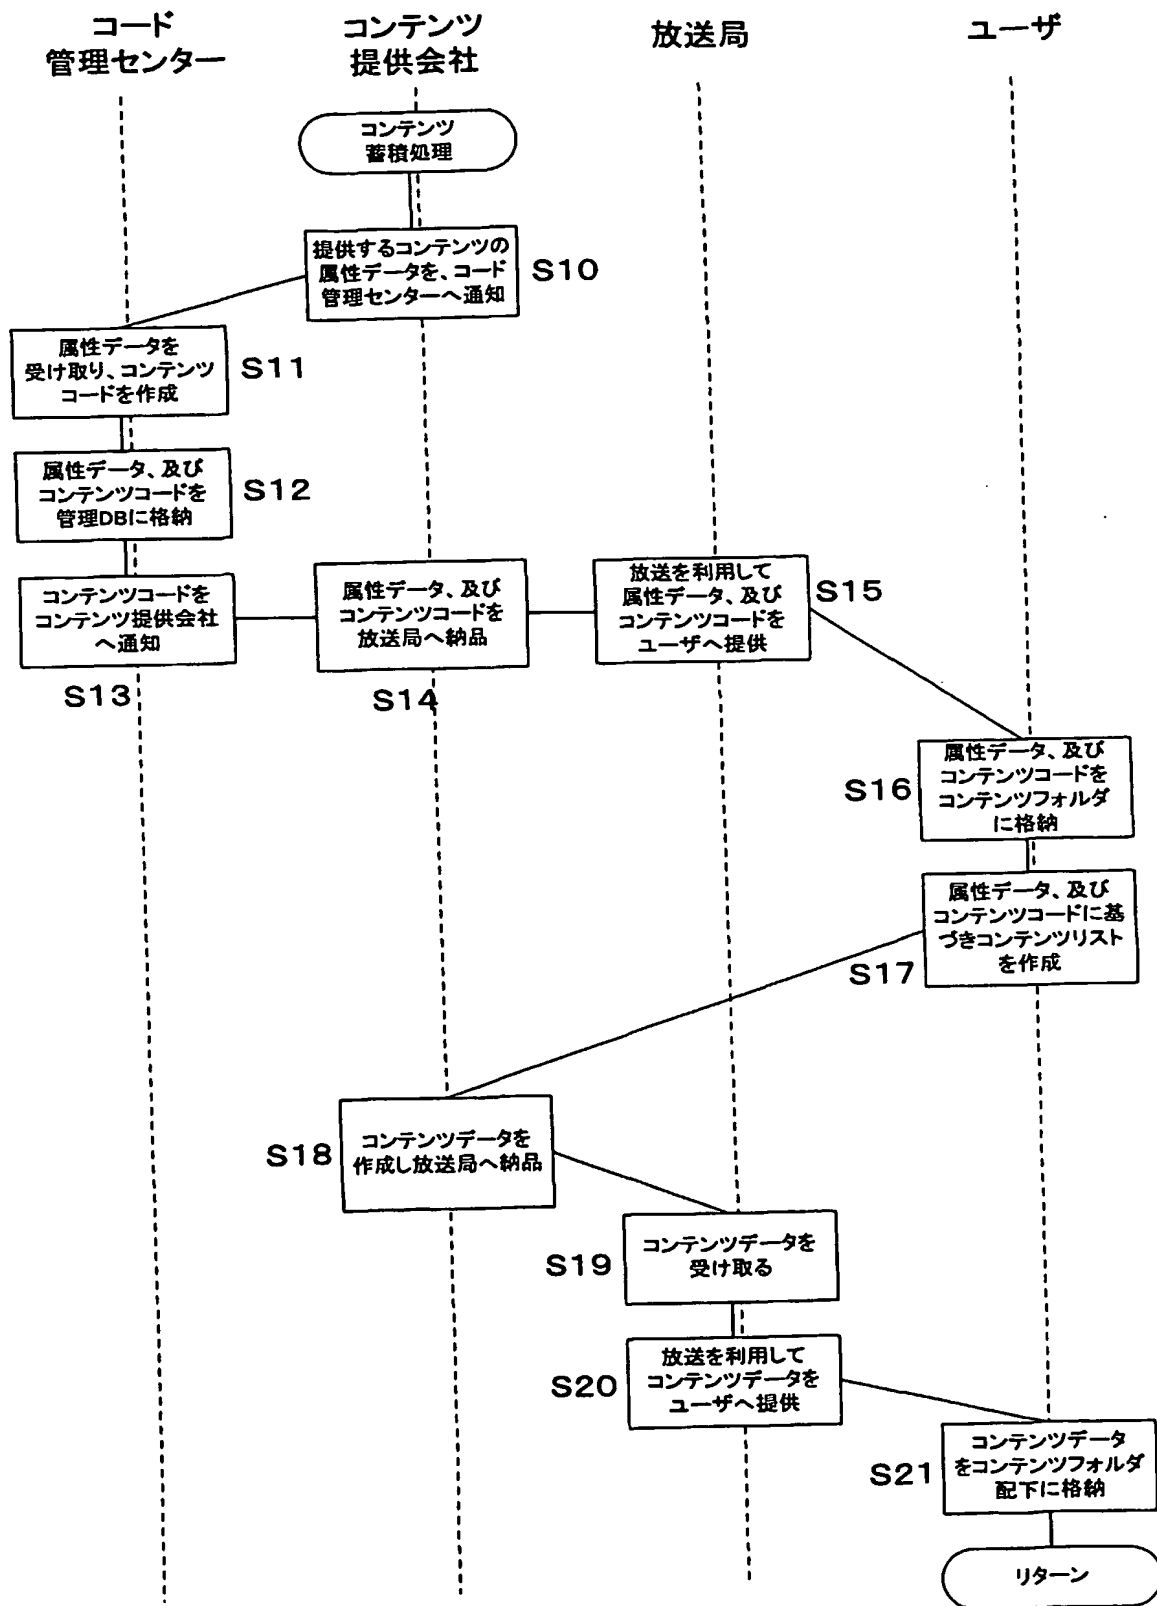 コード
管理センター
コンテンツ
提供会社
放送局
ユーザ
コンテンツ
蓄積処理
提供するコンテンツの
属性データを、コード
管理センターへ通知
S10
属性データを
受け取り、コンテンツ
コードを作成
S11
属性データ、及び
コンテンツコードを
管理DBに格納
S12
コンテンツコードを
コンテンツ提供会社
へ通知
S13
属性データ、及び
コンテンツコードを
放送局へ納品
S14
放送を利用して
属性データ、及び
コンテンツコードを
ユーザへ提供
S15
属性データ、及び
コンテンツコードを
コンテンツフォルダ
に格納
S16
属性データ、及び
コンテンツコードに基
づきコンテンツリスト
を作成
S17
コンテンツデータを
作成し放送局へ納品
S18
コンテンツデータを
受け取る
S19
放送を利用して
コンテンツデータを
ユーザへ提供
S20
コンテンツデータ
をコンテンツフォルダ
配下に格納
S21
リターン